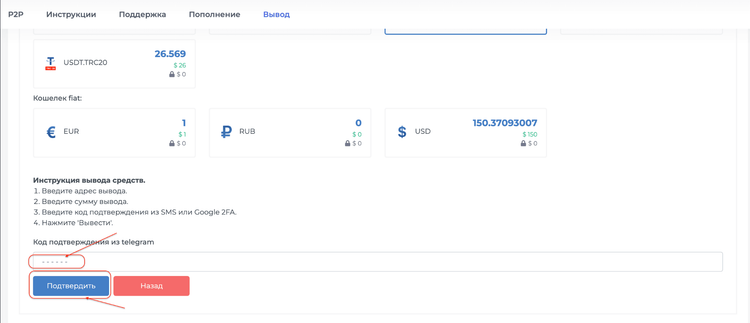 P2P Инструкции Поддержка Пополнение Вывод
26.569
USDT.TRC20
$ 26
$ 0
Кошелек fiat:
1
EUR
$ 1
$ 0
0
RUB
$ 0
$ 0
150.37093007
USD
$ 150
$ 0
Инструкция вывода средств.
1. Введите адрес вывода.
2. Введите сумму вывода.
3. Введите код подтверждения из SMS или Google 2FA.
4. Нажмите 'Вывести'.
Код подтверждения из telegram
- - - - - -
Подтвердить Назад